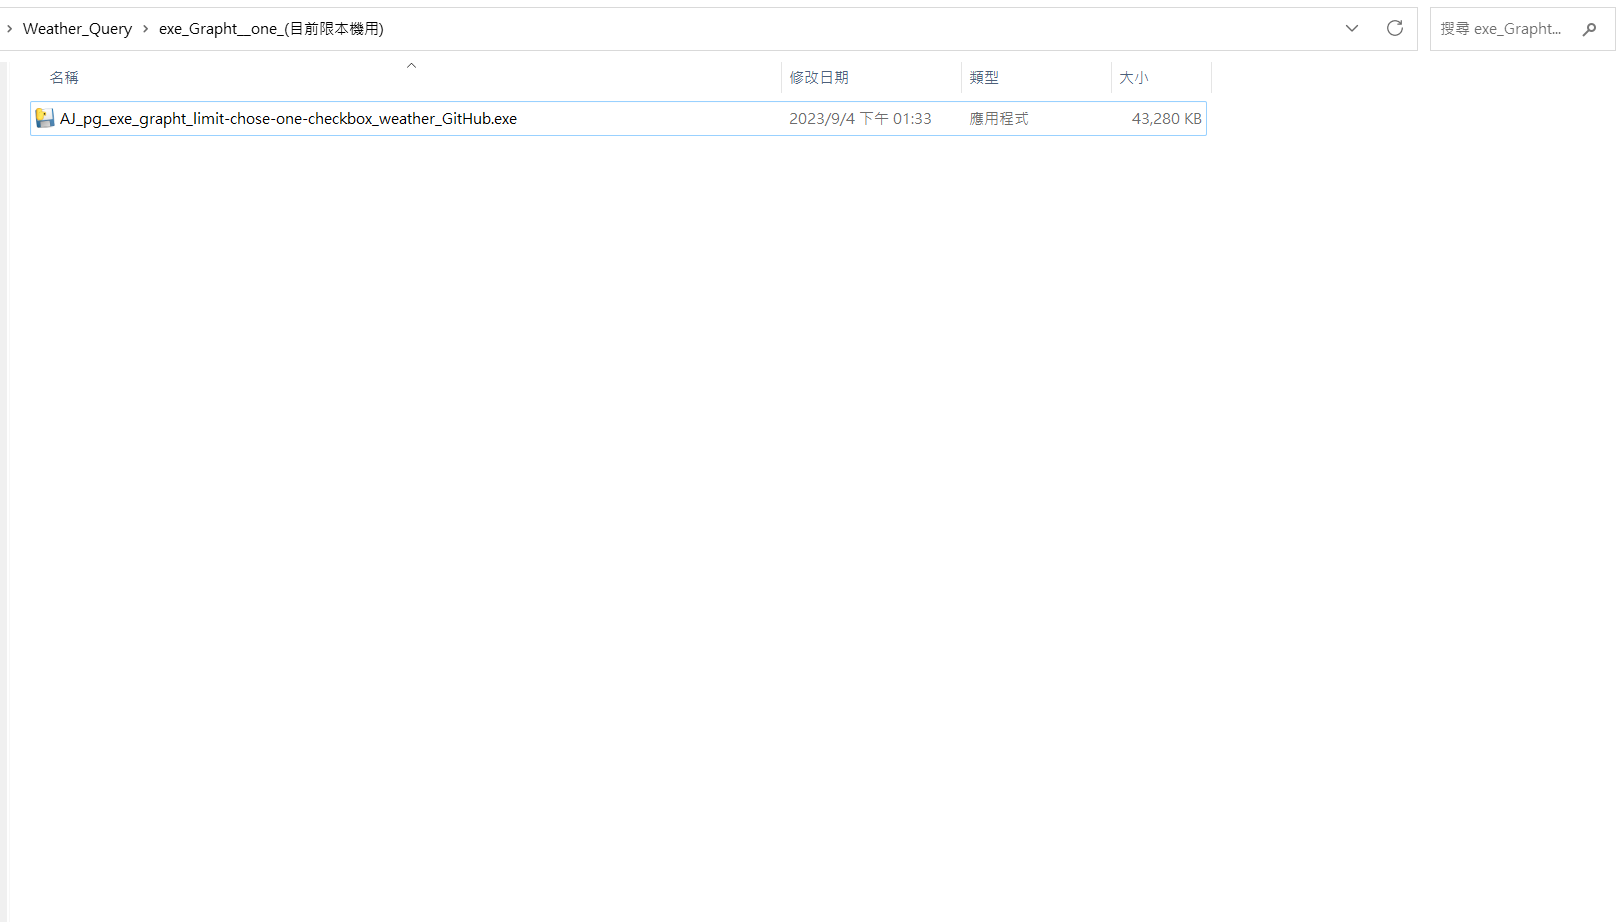 Weather_Query › exe_Grapht__one_(目前限本機用) 搜尋 exe_Grapht...
名稱 修改日期 類型 大小
AJ_pg_exe_grapht_limit-chose-one-checkbox_weather_GitHub.exe 2023/9/4 下午 01:33 應用程式 43,280 KB